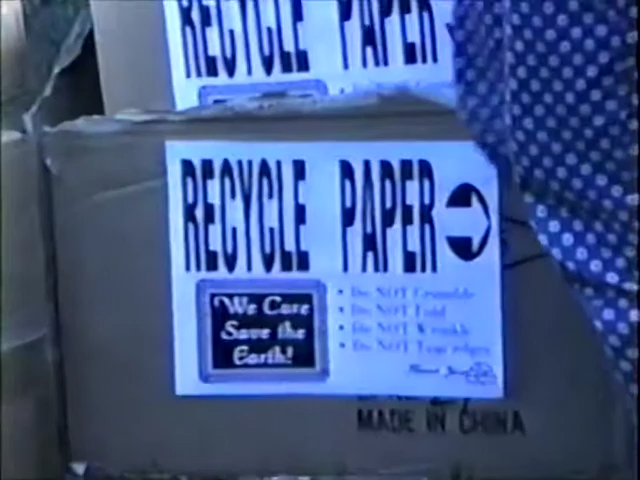 RECYCLE PAPER
RECYCLE PAPER
We Care
Save the
Earth!
• Do NOT Crumble
• Do NOT Fold
• Do NOT Wrinkle
• Do NOT Tear edges
MADE IN CHINA